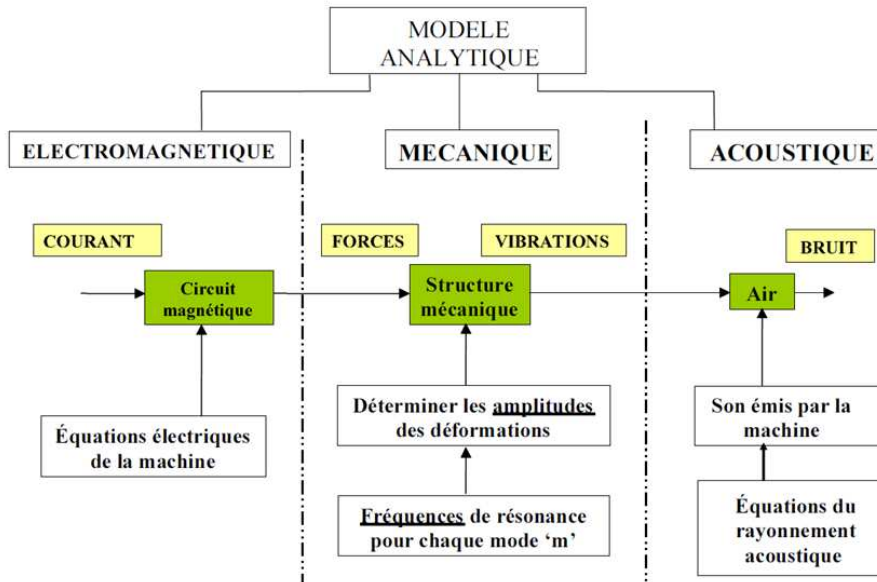 MODELE
ANALYTIQUE
ELECTROMAGNETIQUE
MECANIQUE
ACOUSTIQUE
COURANT
FORCES
VIBRATIONS
BRUIT
Circuit
magnétique
Structure
mécanique
Air
Équations électriques
de la machine
Déterminer les amplitudes
des déformations
Son émis par la
machine
Fréquences de résonance
pour chaque mode ‘m’
Équations du
rayonnement
acoustique